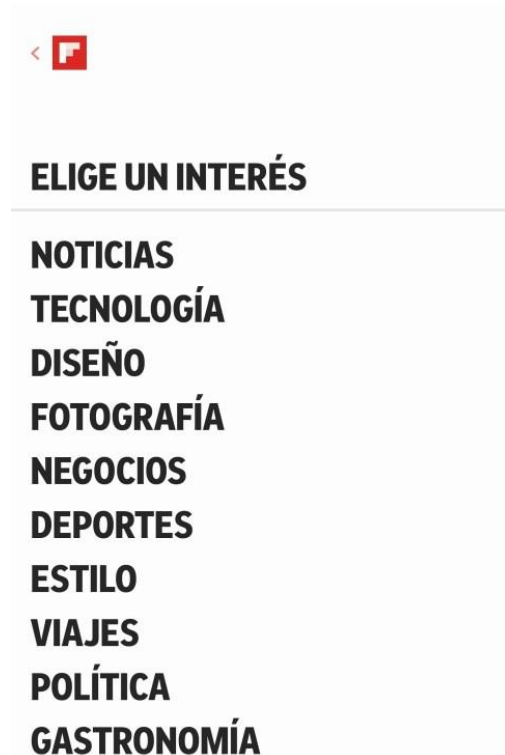 ELIGE UN INTERÉS
NOTICIAS
TECNOLOGÍA
DISEÑO
FOTOGRAFÍA
NEGOCIOS
DEPORTES
ESTILO
VIAJES
POLÍTICA
GASTRONOMÍA